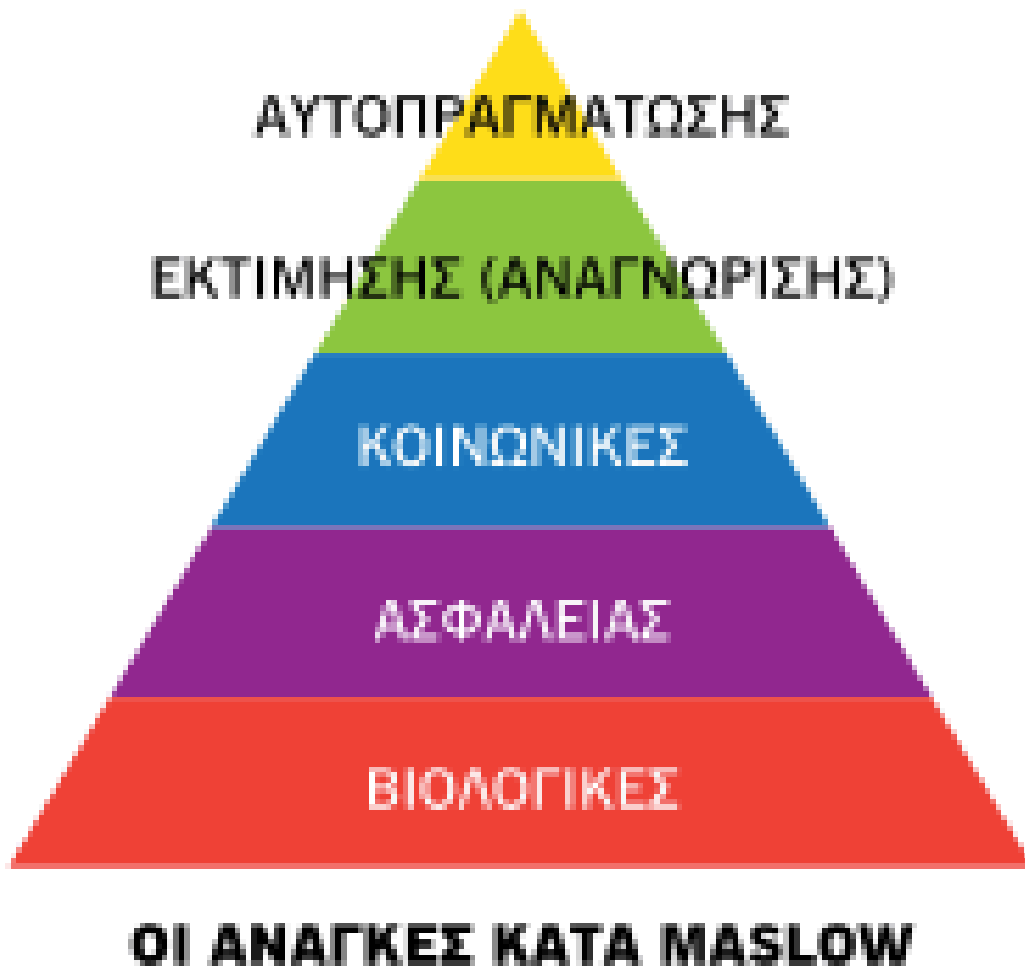 ΑΥΤΟΠΡΑΓΜΑΤΩΣΗΣ
ΕΚΤΙΜΗΣΗΣ (ΑΝΑΓΝΩΡΙΣΗΣ)
ΚΟΙΝΩΝΙΚΕΣ
ΑΣΦΑΛΕΙΑΣ
ΒΙΟΛΟΓΙΚΕΣ
ΟΙ ΑΝΑΓΚΕΣ ΚΑΤΑ MASLOW